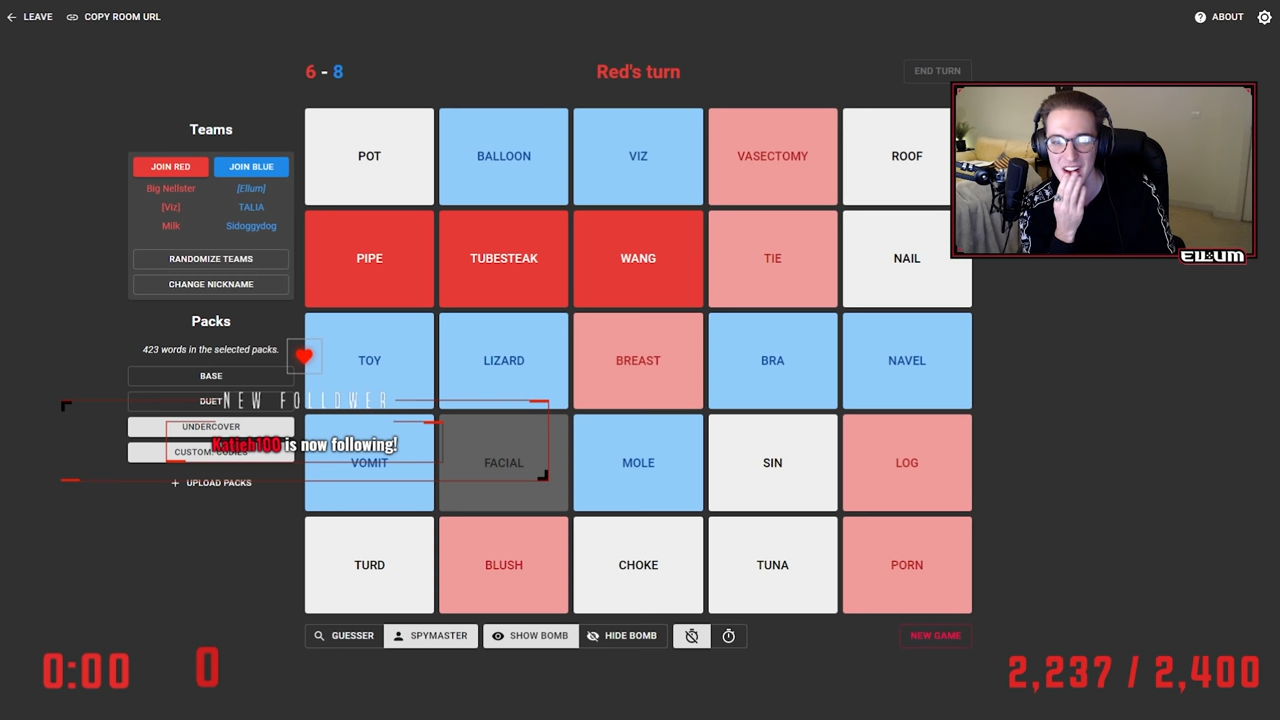 LEAVE
COPY ROOM URL
ABOUT
6 - 8
Red's turn
END TURN
Teams
JOIN RED
JOIN BLUE
Big Nellster
[Ellum]
[Viz]
TALIA
Milk
Sidoggydog
RANDOMIZE TEAMS
CHANGE NICKNAME
Packs
423 words in the selected packs.
BASE
DUET
UNDERCOVER
CUSTOM: CODIES
UPLOAD PACKS
NEW FOLLOWER
Katieh100 is now following!
POT
BALLOON
VIZ
VASECTOMY
ROOF
PIPE
TUBESTEAK
WANG
TIE
NAIL
TOY
LIZARD
BREAST
BRA
NAVEL
VOMIT
FACIAL
MOLE
SIN
LOG
TURD
BLUSH
CHOKE
TUNA
PORN
ELLUM
GUESSER
SPYMASTER
SHOW BOMB
HIDE BOMB
NEW GAME
0:00
0
2,237 / 2,400